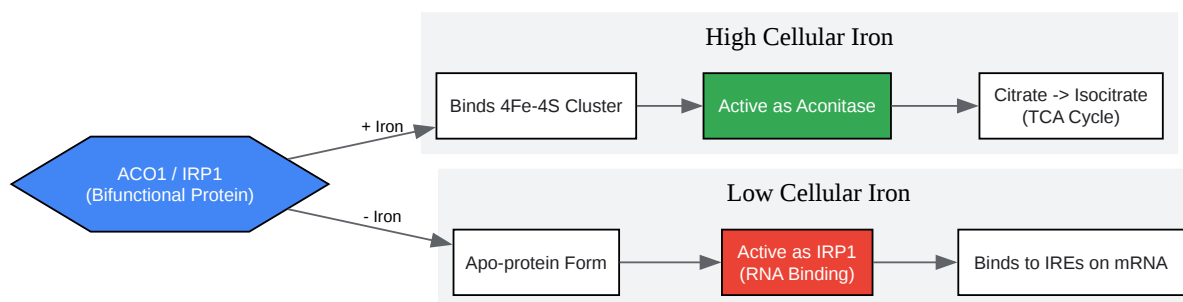 High Cellular Iron
Binds 4Fe-4S Cluster
Active as Aconitase
Citrate -> Isocitrate
(TCA Cycle)
+ Iron
ACO1 / IRP1
(Bifunctional Protein)
- Iron
Low Cellular Iron
Apo-protein Form
Active as IRP1
(RNA Binding)
Binds to IREs on mRNA